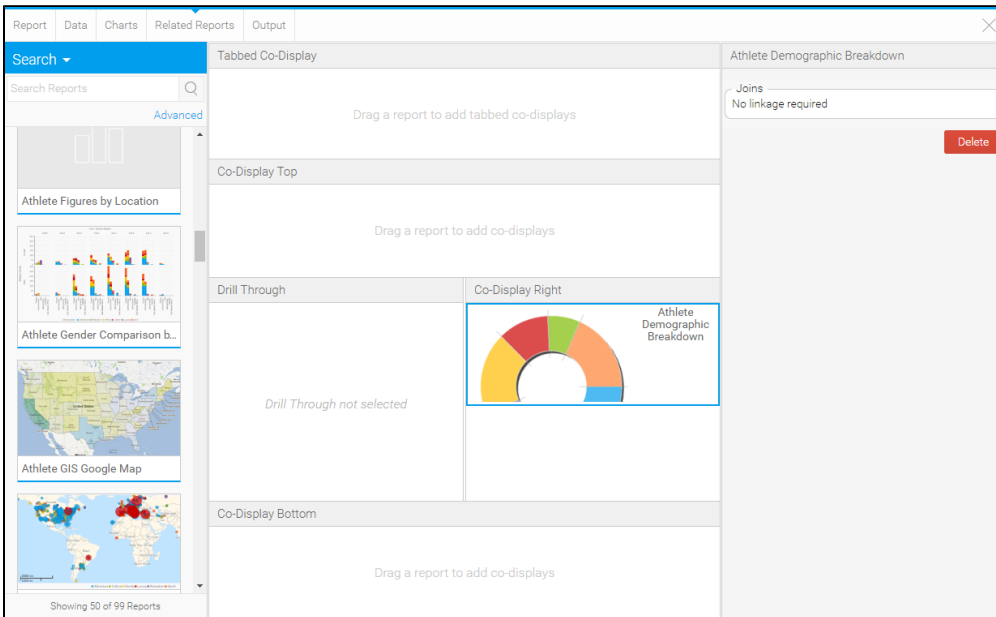 Report Data Charts Related Reports Output
Search
Search Reports
Advanced
Athlete Figures by Location
Athlete Gender Comparison b...
Athlete GIS Google Map
Showing 50 of 99 Reports
Tabbed Co-Display
Drag a report to add tabbed co-displays
Co-Display Top
Drag a report to add co-displays
Drill Through
Drill Through not selected
Co-Display Right
Athlete
Demographic
Breakdown
Co-Display Bottom
Drag a report to add co-displays
Athlete Demographic Breakdown
Joins
No linkage required
Delete